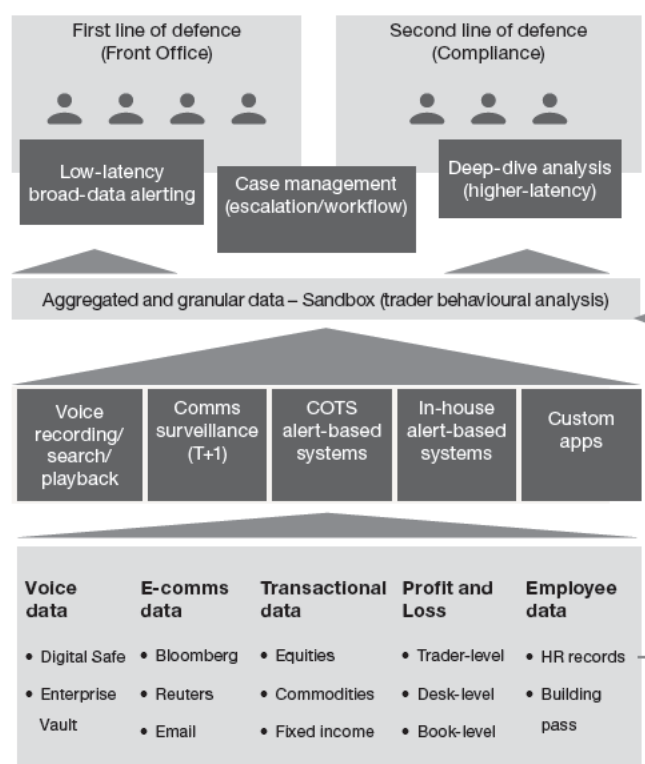 First line of defence
(Front Office)
Second line of defence
(Compliance)
Low-latency
broad-data alerting
Case management
(escalation/workflow)
Deep-dive analysis
(higher-latency)
Aggregated and granular data – Sandbox (trader behavioural analysis)
Voice
recording/
search/
playback
Comms
surveillance
(T+1)
COTS
alert-based
systems
In-house
alert-based
systems
Custom
apps
Voice
data
• Digital Safe
• Enterprise
Vault
E-comms
data
• Bloomberg
• Reuters
• Email
Transactional
data
• Equities
• Commodities
• Fixed income
Profit and
Loss
• Trader-level
• Desk-level
• Book-level
Employee
data
• HR records
• Building
pass